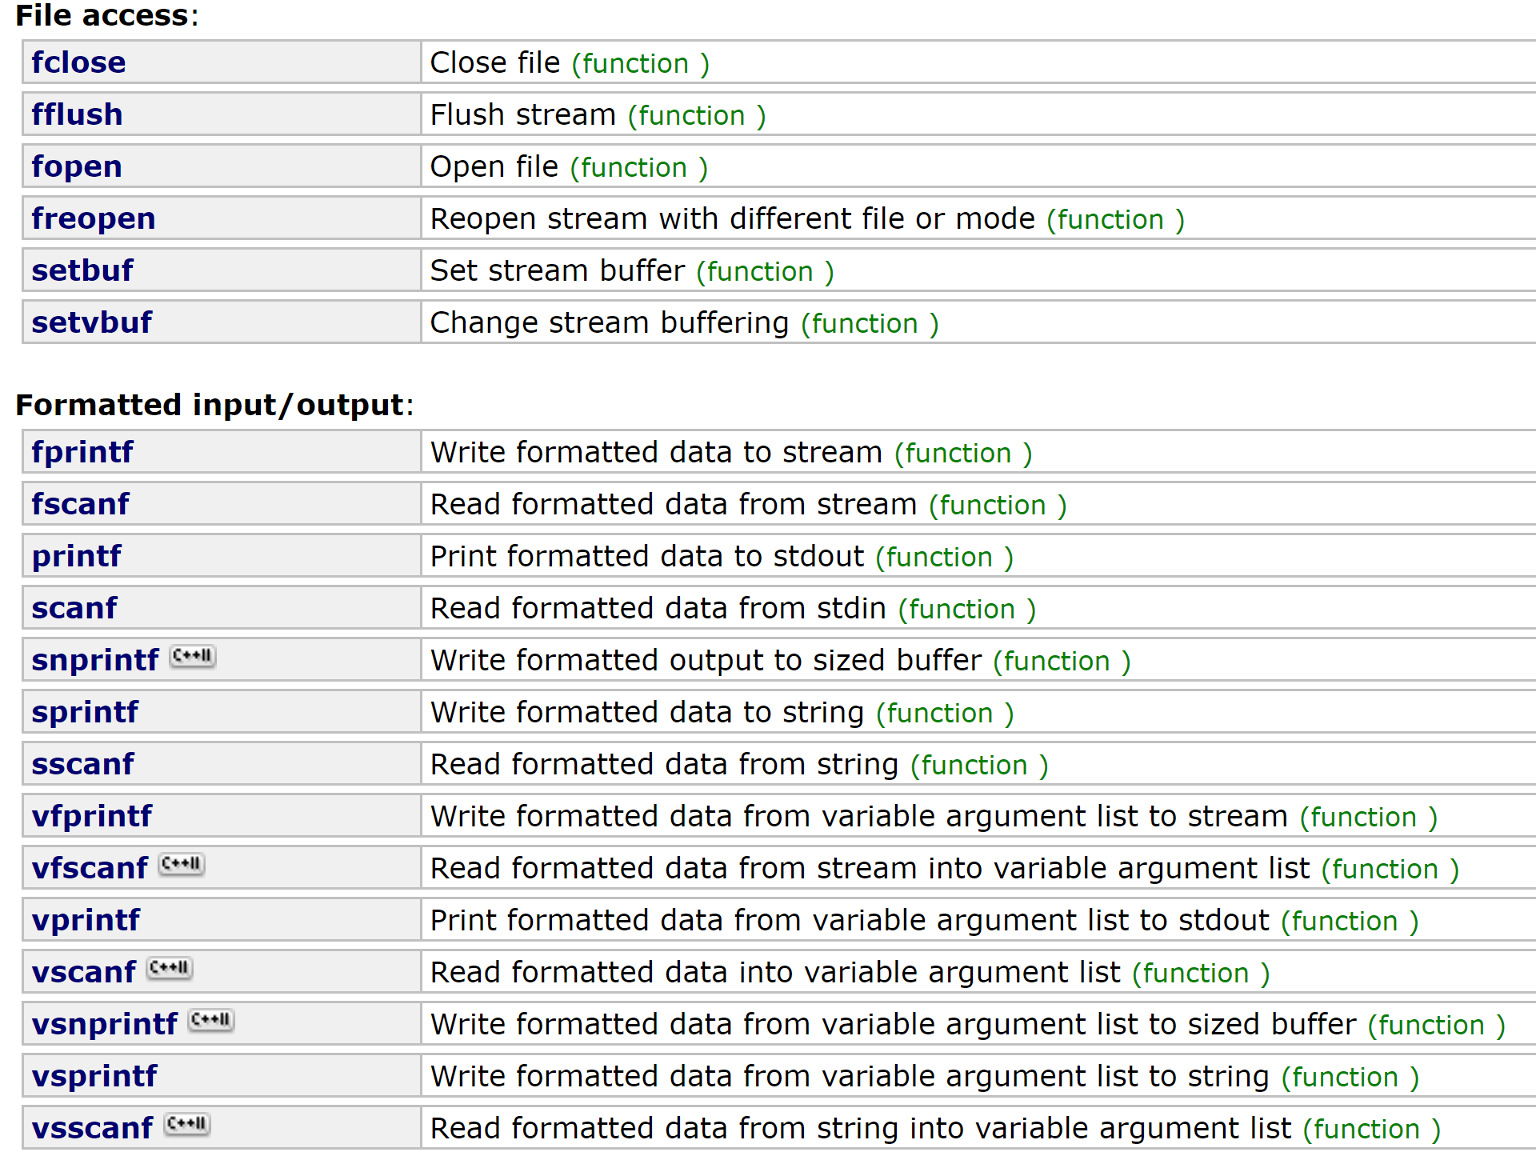 File access:
fclose Close file (function )
fflush Flush stream (function )
fopen Open file (function )
freopen Reopen stream with different file or mode (function )
setbuf Set stream buffer (function )
setvbuf Change stream buffering (function )
Formatted input/output:
fprintf Write formatted data to stream (function )
fscanf Read formatted data from stream (function )
printf Print formatted data to stdout (function )
scanf Read formatted data from stdin (function )
snprintf C++11 Write formatted output to sized buffer (function )
sprintf Write formatted data to string (function )
sscanf Read formatted data from string (function )
vfprintf Write formatted data from variable argument list to stream (function )
vfscanf C++11 Read formatted data from stream into variable argument list (function )
vprintf Print formatted data from variable argument list to stdout (function )
vscanf C++11 Read formatted data into variable argument list (function )
vsnprintf C++11 Write formatted data from variable argument list to sized buffer (function )
vsprintf Write formatted data from variable argument list to string (function )
vsscanf C++11 Read formatted data from string into variable argument list (function )